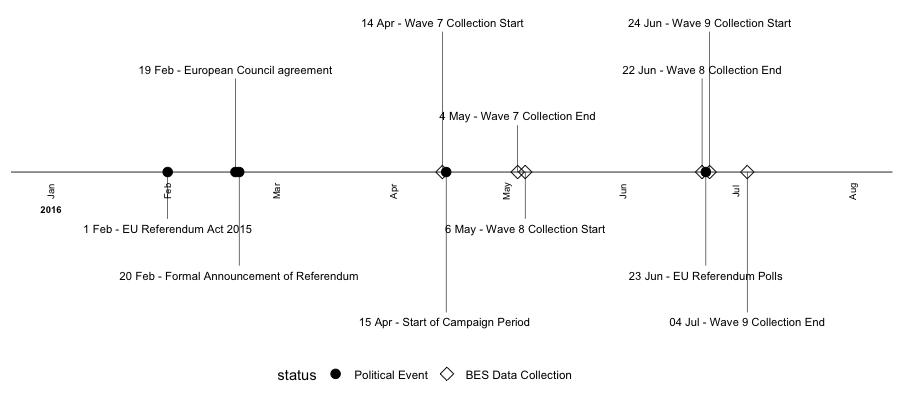 14 Apr - Wave 7 Collection Start
24 Jun - Wave 9 Collection Start
19 Feb - European Council agreement
22 Jun - Wave 8 Collection End
4 May - Wave 7 Collection End
Jan
Feb
Mar
Apr
May
Jun
Jul
Aug
2016
1 Feb - EU Referendum Act 2015
6 May - Wave 8 Collection Start
20 Feb - Formal Announcement of Referendum
23 Jun - EU Referendum Polls
15 Apr - Start of Campaign Period
04 Jul - Wave 9 Collection End
status Political Event BES Data Collection